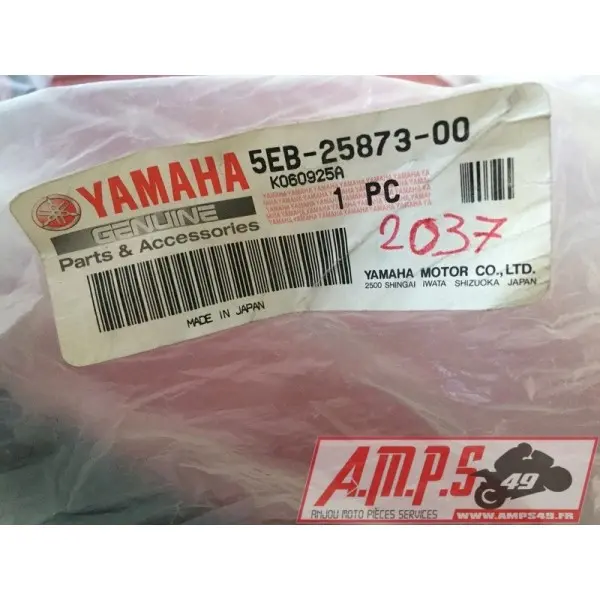 YAMAHA
GENUINE
Parts & Accessories
5EB-25873-00
K060925A
1 PC
2037
YAMAHA MOTOR CO.,LTD.
2500 SHINGAI IWATA SHIZUOKA JAPAN
MADE IN JAPAN
A.M.P.S 49
ANJOU MOTO PIÈCES SERVICES
WWW.AMPS49.FR